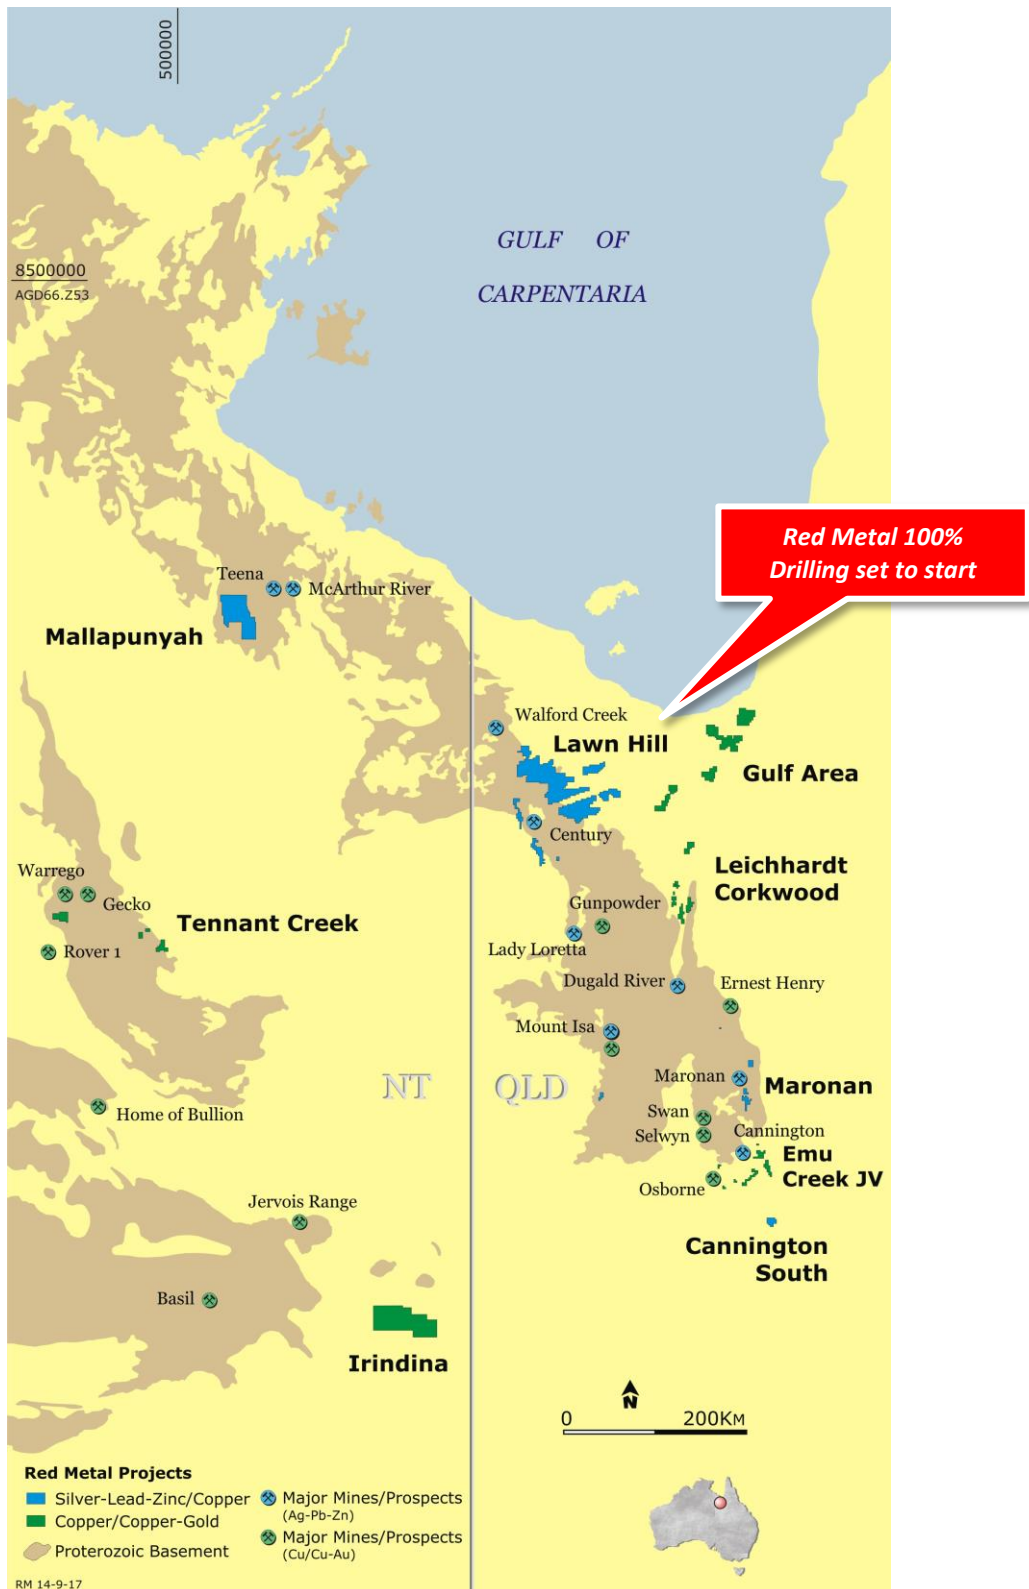 500000
GULF OF
CARPENTARIA
8500000
AGD66.Z53
Red Metal 100%
Drilling set to start
Teena
McArthur River
Mallapunyah
Walford Creek
Lawn Hill
Gulf Area
Century
Leichhardt
Corkwood
Warrego
Gecko
Gunpowder
Tennant Creek
Lady Loretta
Rover 1
Dugald River
Ernest Henry
Mount Isa
NT
QLD
Maronan
Maronan
Home of Bullion
Swan
Selwyn
Cannington
Emu
Creek JV
Osborne
Jervois Range
Cannington
South
Basil
Irindina
N
0
200KM
Red Metal Projects
Silver-Lead-Zinc/Copper
Copper/Copper-Gold
Proterozoic Basement
Major Mines/Prospects
(Ag-Pb-Zn)
Major Mines/Prospects
(Cu/Cu-Au)
RM 14-9-17